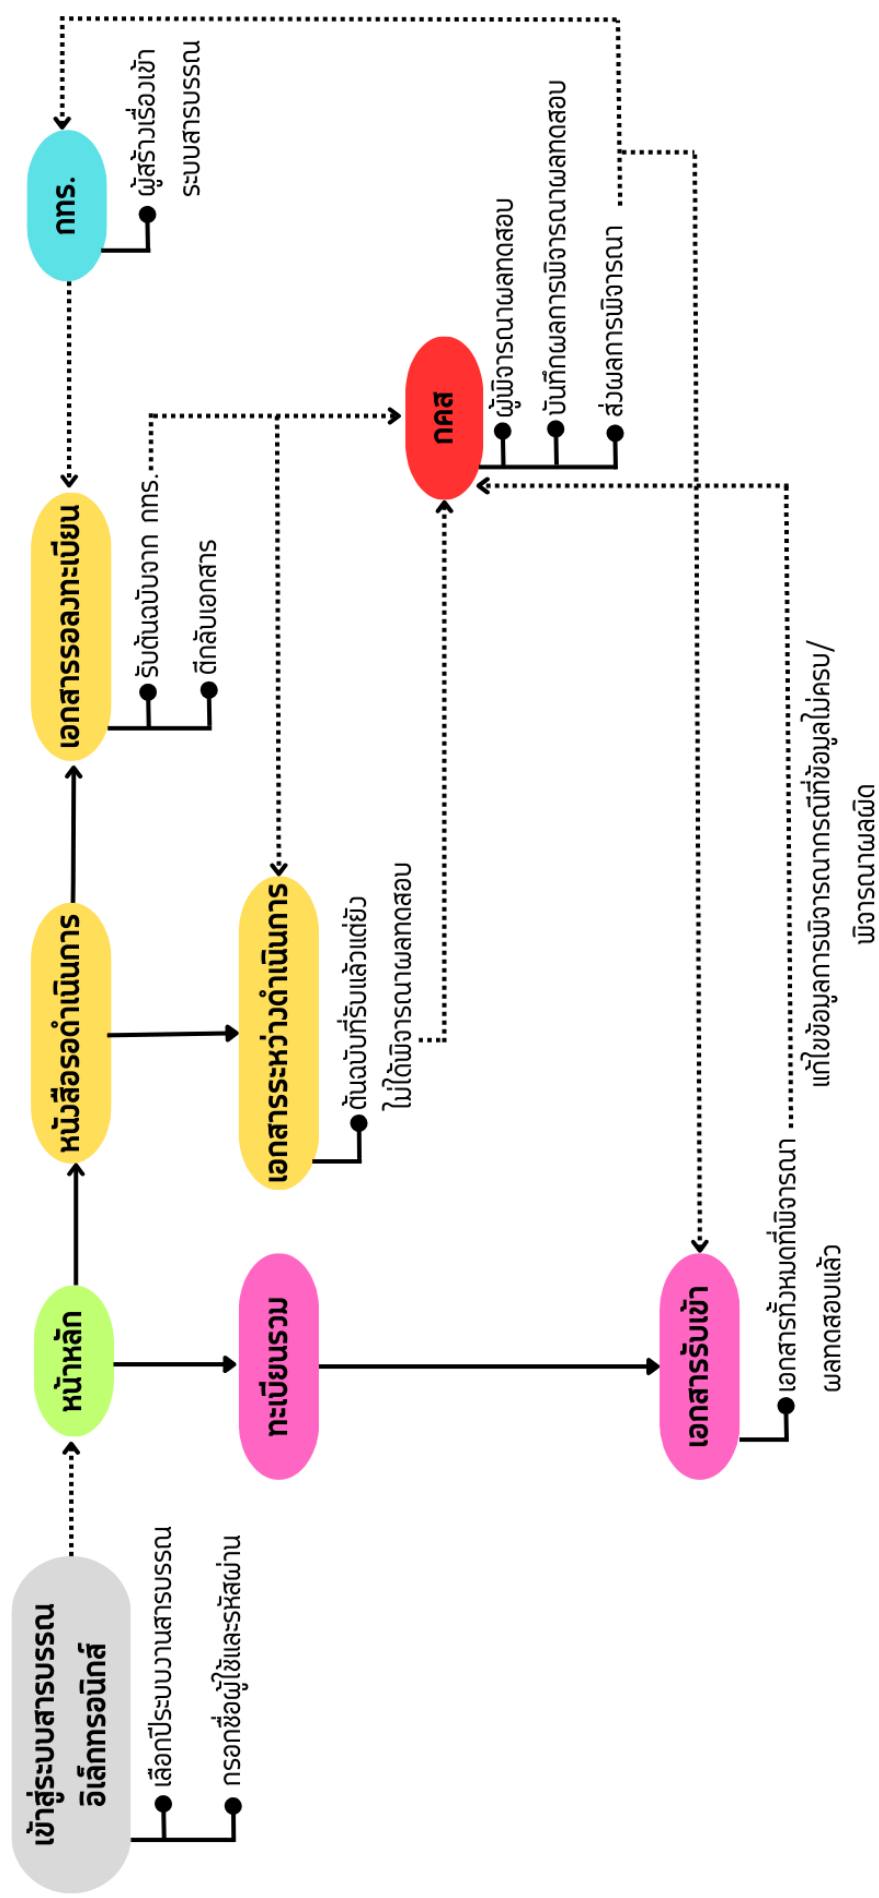 เข้าสู่ระบบสารบรรณ
อิเล็กทรอนิกส์
เลือกปีระบบงานสารบรรณ
กรอกชื่อผู้ใช้และรหัสผ่าน
หน้าหลัก
หนังสือรอดำเนินการ
เอกสารรอลงทะเบียน
รับต้นฉบับจาก กทร.
ตีกลับเอกสาร
กทร.
ผู้สร้างเรื่องเข้า
ระบบสารบรรณ
ทะเบียนรวม
เอกสารระหว่างดำเนินการ
ต้นฉบับที่รับแล้วแต่ยัง
ไม่ได้พิจารณาผลทดสอบ
กคส
ผู้พิจารณาผลทดสอบ
บันทึกผลการพิจารณาผลทดสอบ
ส่งผลการพิจารณา
เอกสารรับเข้า
เอกสารทั้งหมดที่พิจารณา
ผลทดสอบแล้ว
แก้ไขข้อมูลการพิจารณากรณีที่ข้อมูลไม่ครบ/
พิจารณาผลผิด